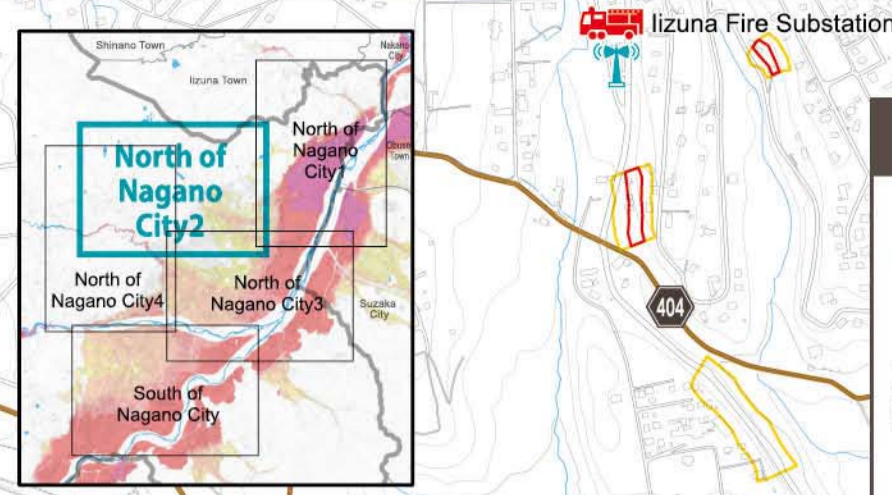 Iizuna Fire Substation
Shinano Town
Nakano
City
Iizuna Town
North of
Nagano
City1
Obuse
Town
North of
Nagano
City2
North of
Nagano City4
North of
Nagano City3
Suzaka
City
South of
Nagano City
404